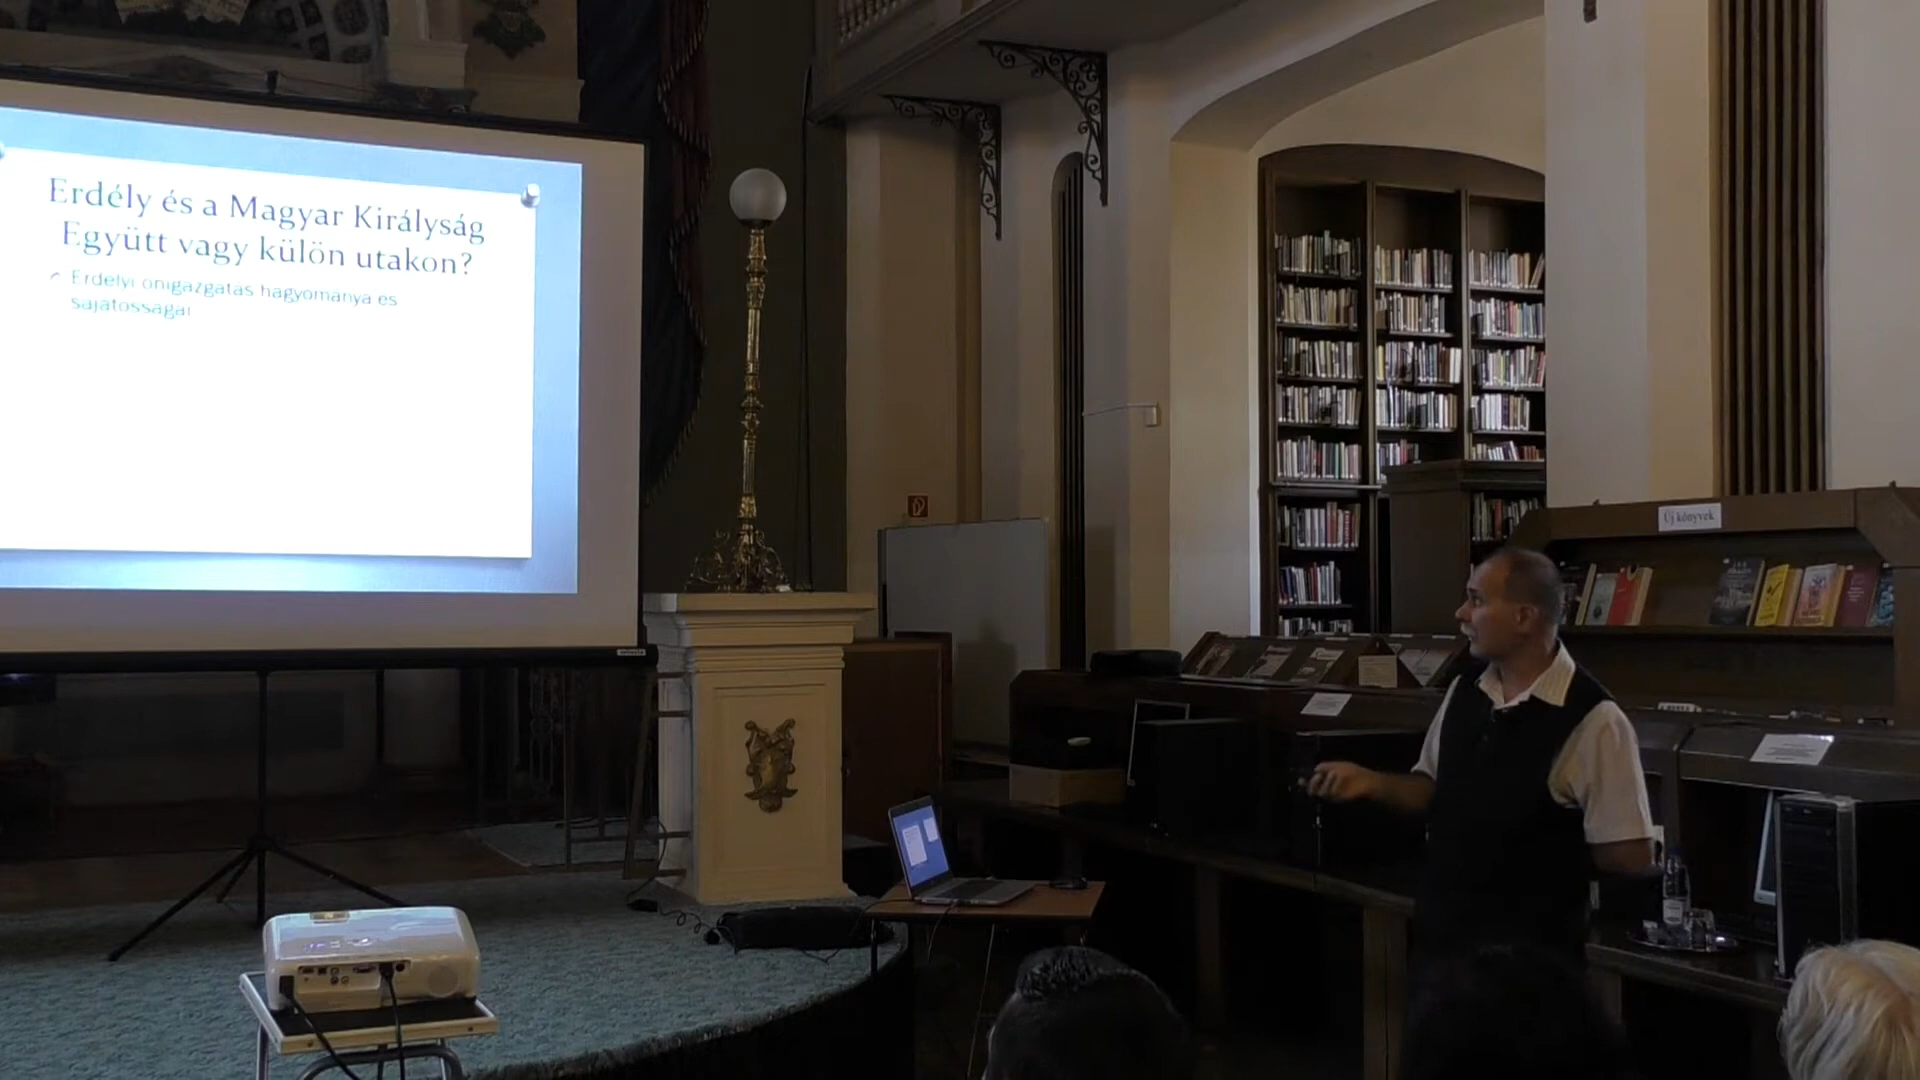 Erdély és a Magyar Királyság
Együtt vagy külön utakon?
Erdélyi önigazgatás hagyománya és
sajátosságai
Új könyvek